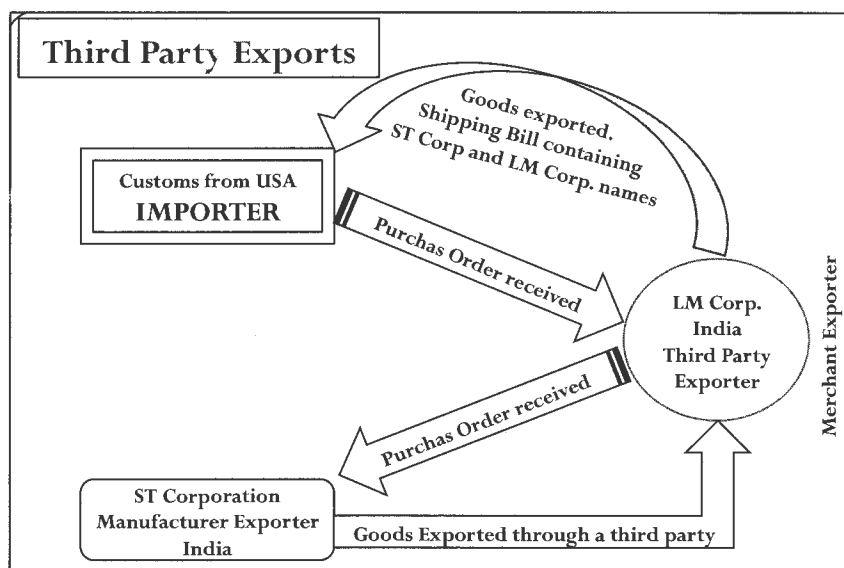 Third Party Exports
Goods exported.
Shipping Bill containing
ST Corp and LM Corp. names
Customs from USA
IMPORTER
Purchas Order received
LM Corp.
India
Third Party
Exporter
Merchant Exporter
Purchas Order received
ST Corporation
Manufacturer Exporter
India
Goods Exported through a third party